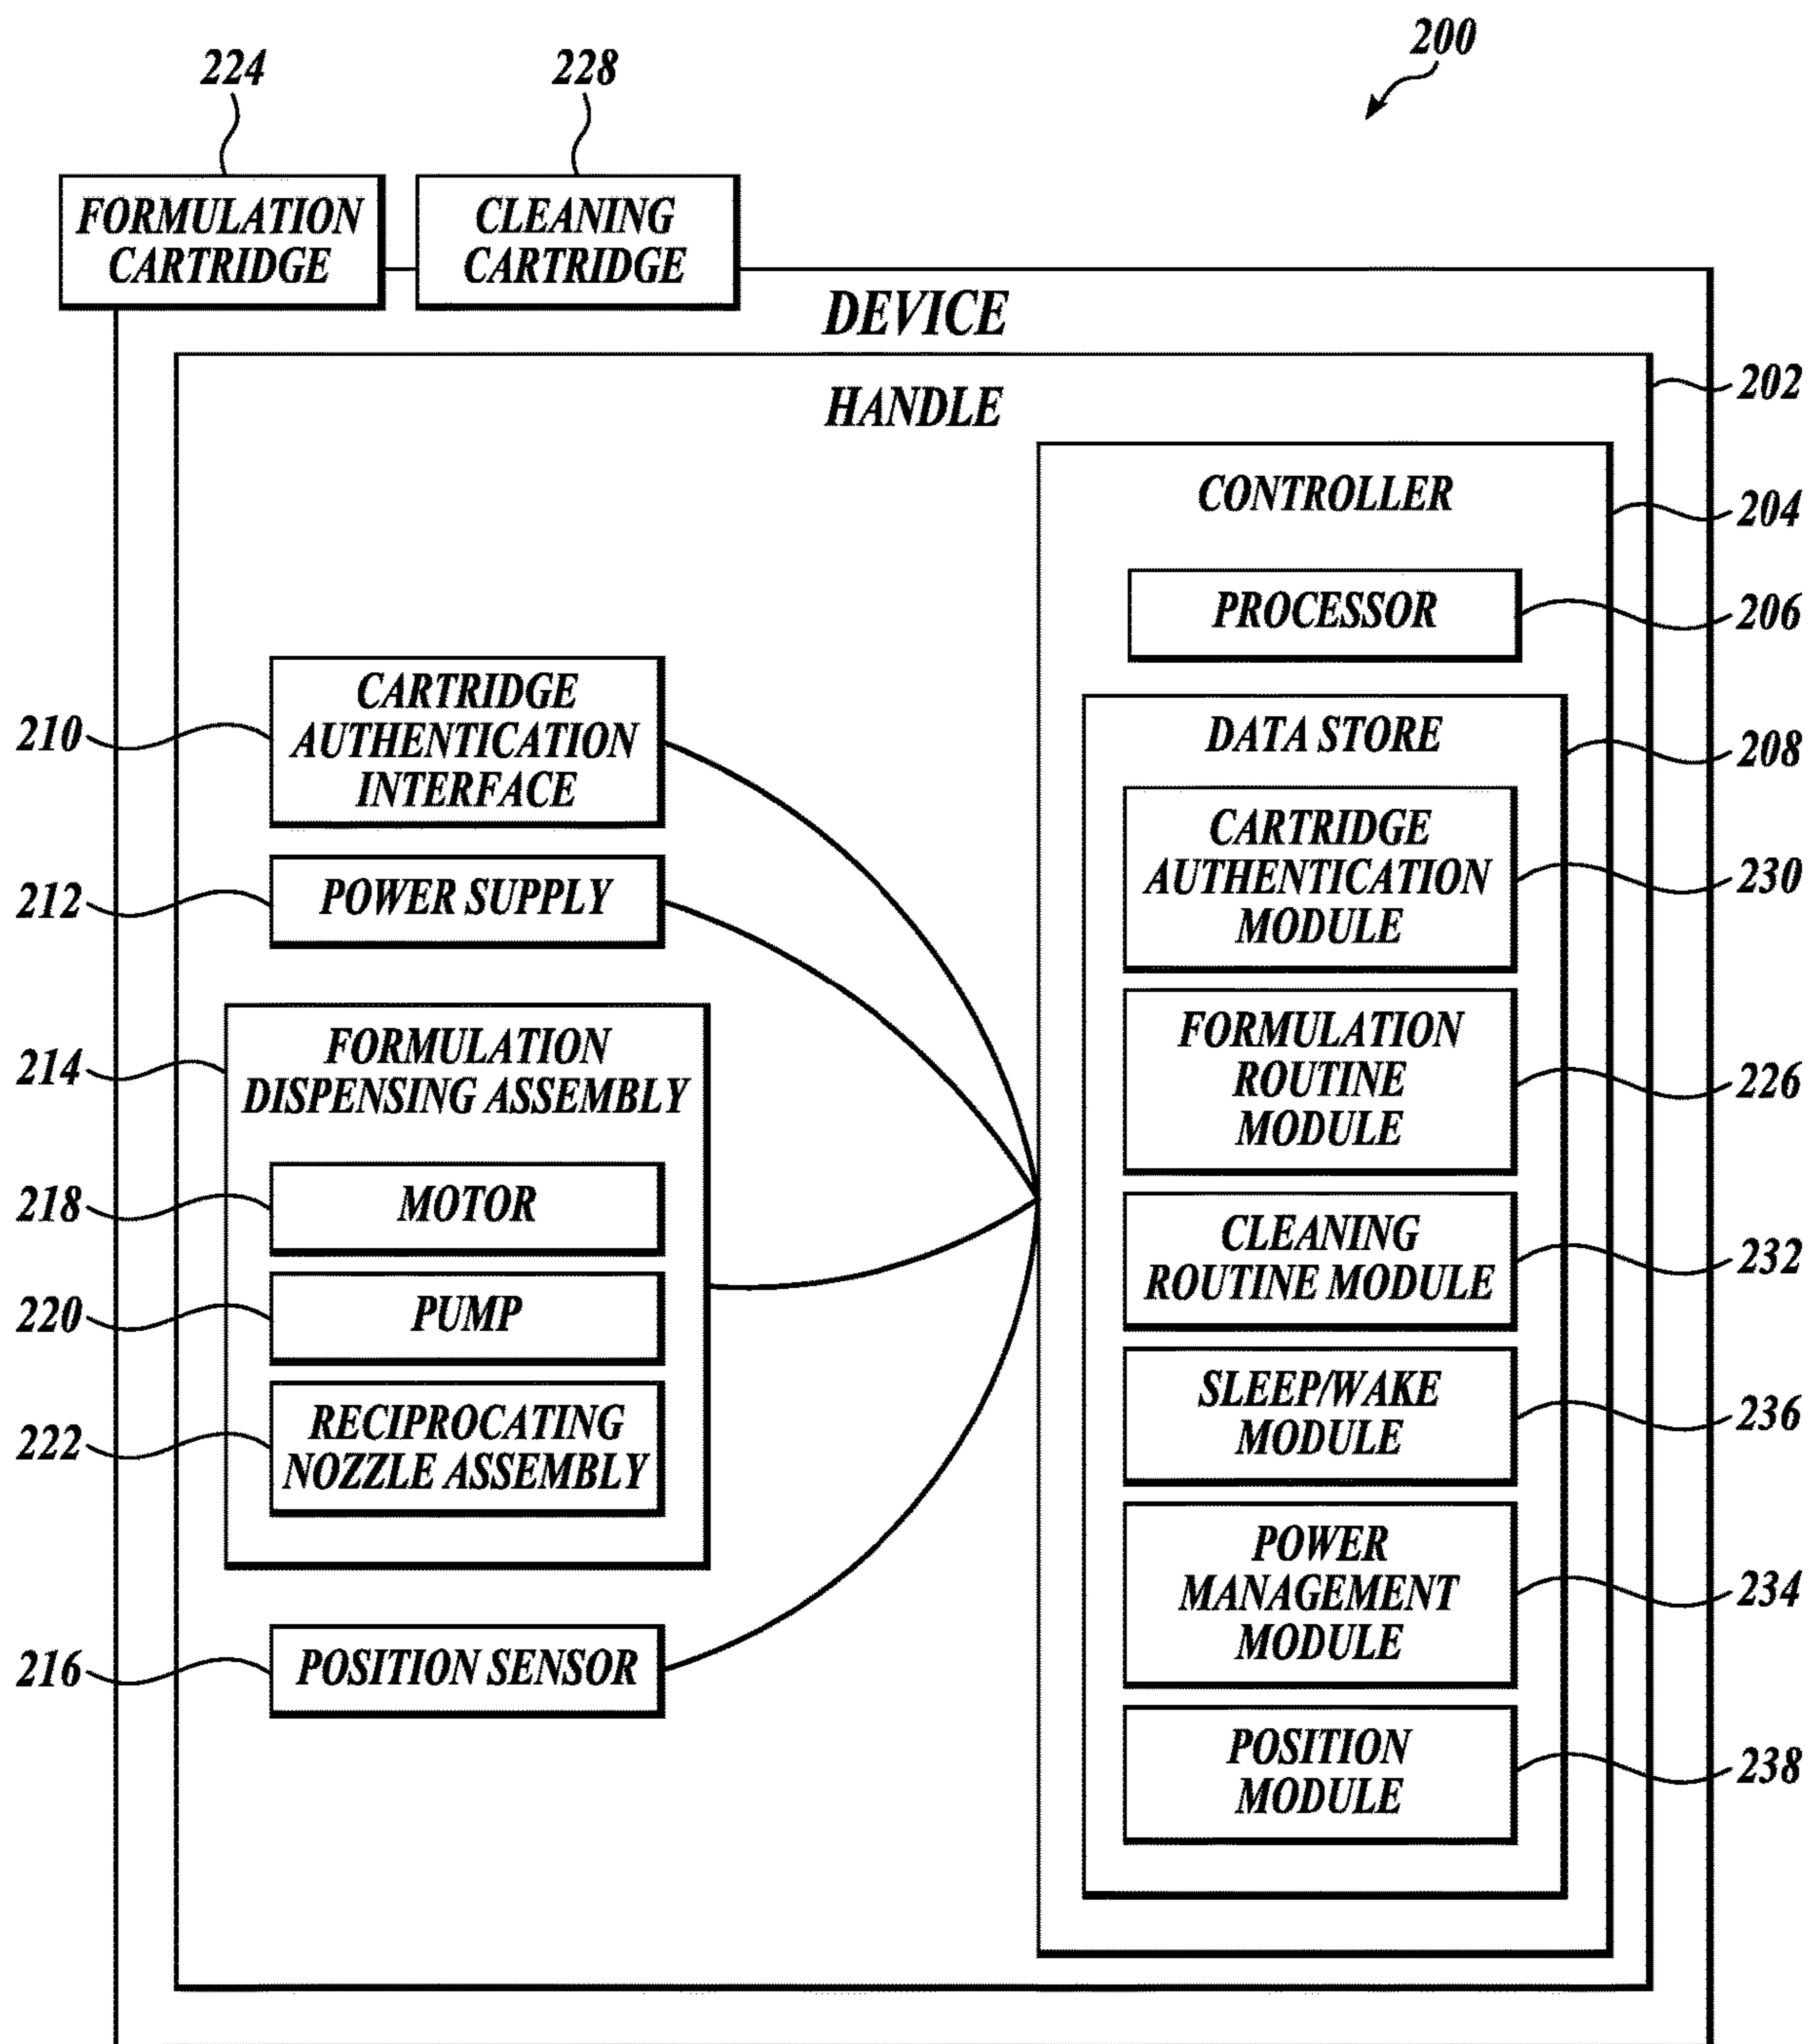 200
224
228
FORMULATION
CARTRIDGE
CLEANING
CARTRIDGE
DEVICE
HANDLE
202
CONTROLLER
204
PROCESSOR
206
DATA STORE
208
CARTRIDGE
AUTHENTICATION
MODULE
230
FORMULATION
ROUTINE
MODULE
226
CLEANING
ROUTINE MODULE
232
SLEEP/WAKE
MODULE
236
POWER
MANAGEMENT
MODULE
234
POSITION
MODULE
238
210
CARTRIDGE
AUTHENTICATION
INTERFACE
212
POWER SUPPLY
214
FORMULATION
DISPENSING ASSEMBLY
218
MOTOR
220
PUMP
222
RECIPROCATING
NOZZLE ASSEMBLY
216
POSITION SENSOR